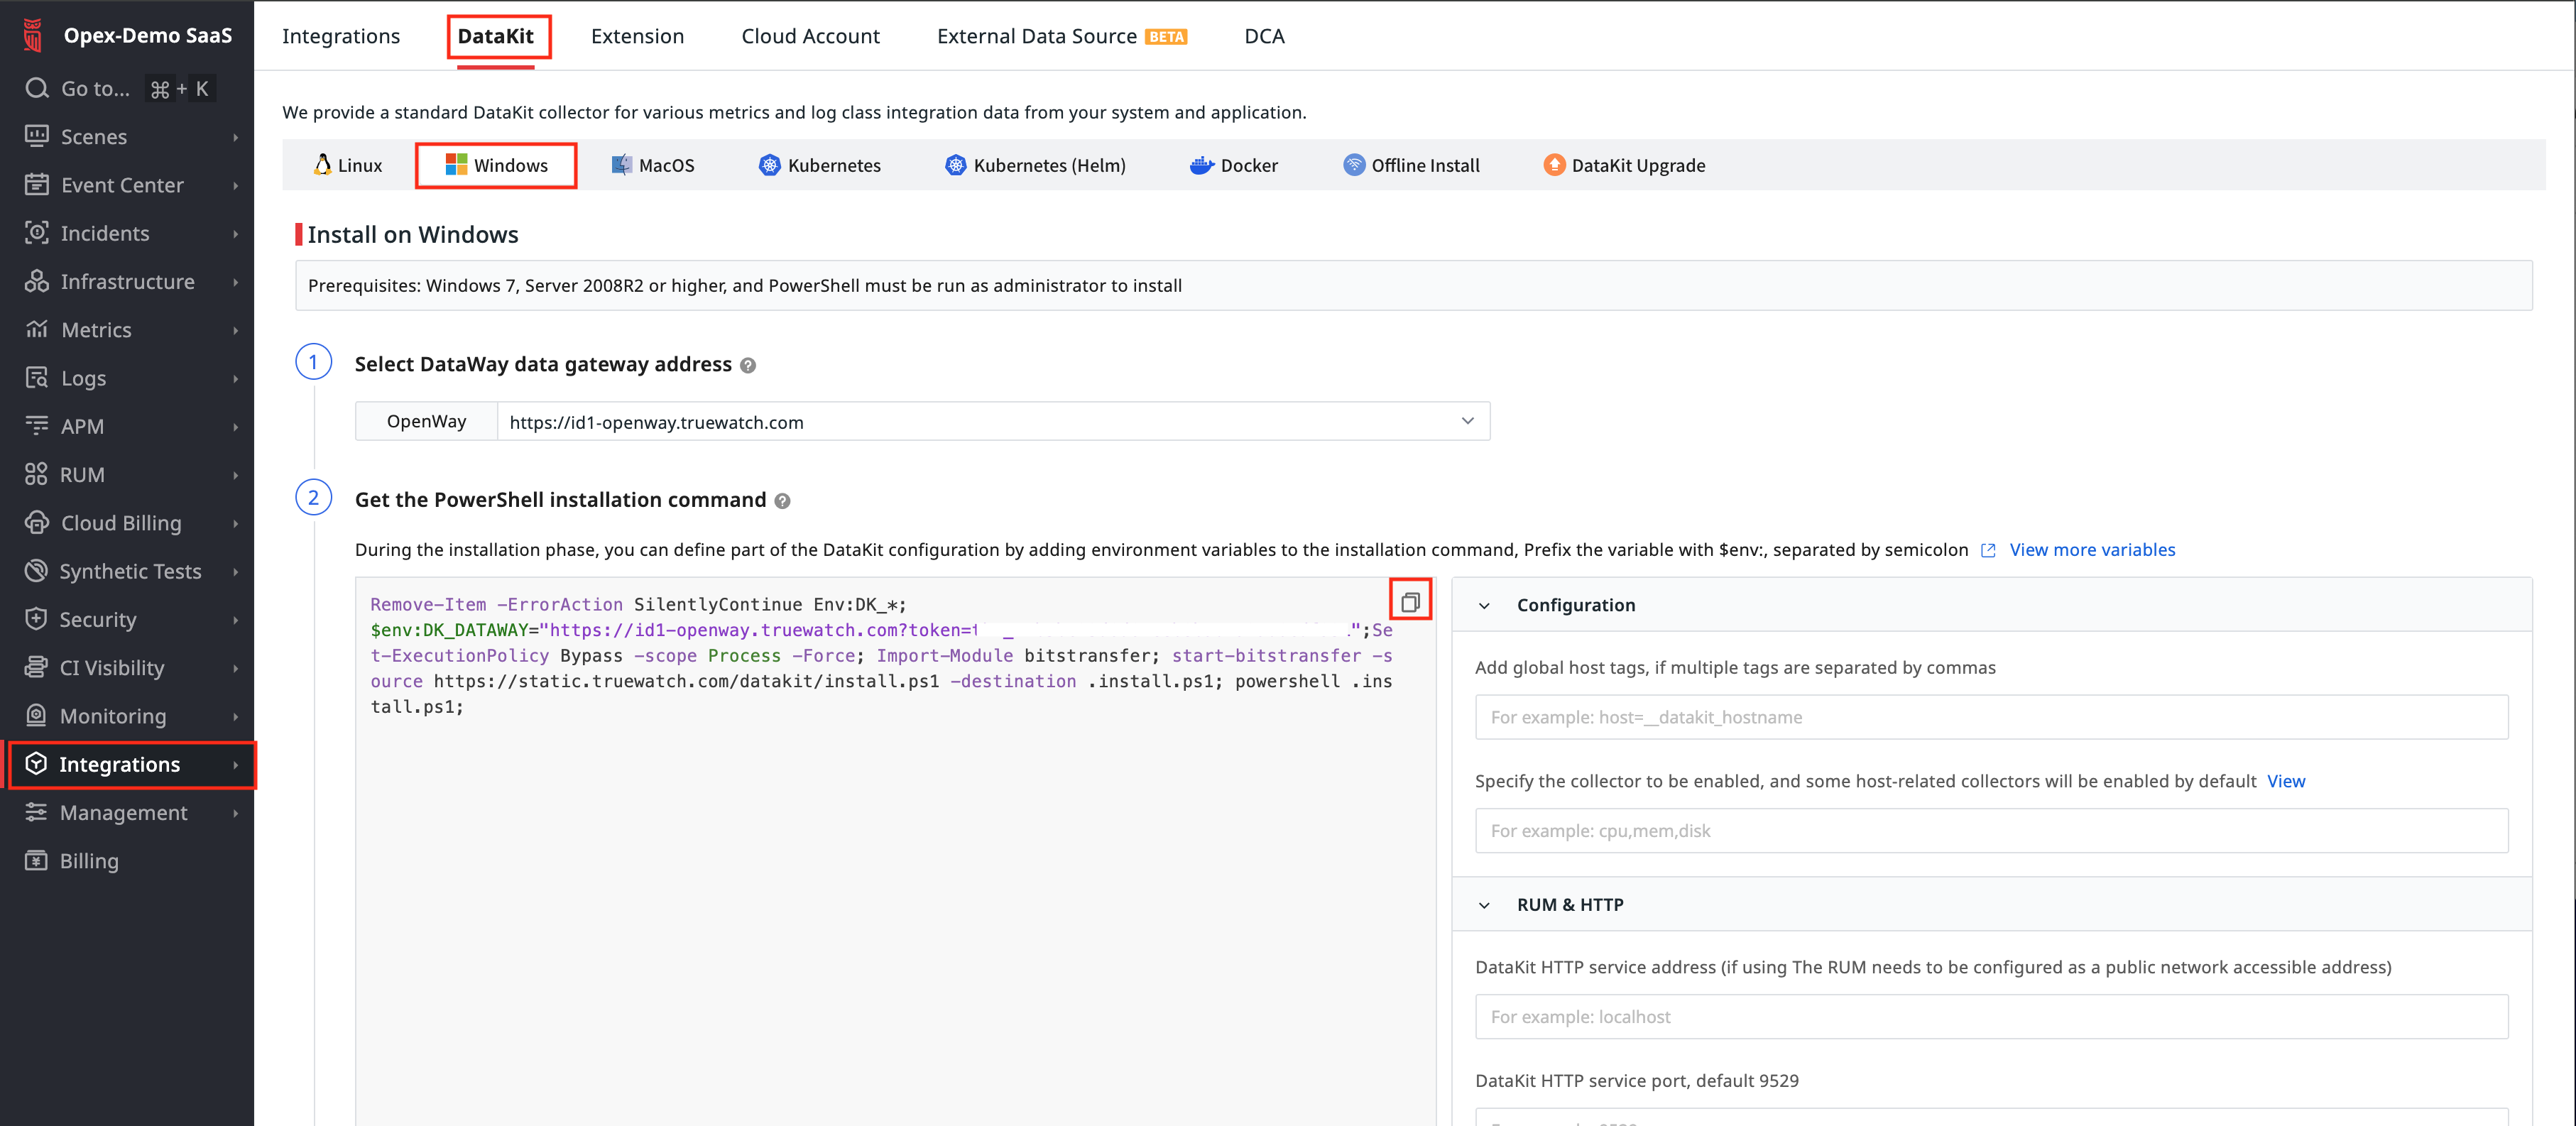 Opex-Demo SaaS
Go to... ⌘ + K
Scenes
Event Center
Incidents
Infrastructure
Metrics
Logs
APM
RUM
Cloud Billing
Synthetic Tests
Security
CI Visibility
Monitoring
Integrations
Management
Billing
Integrations DataKit Extension Cloud Account External Data Source BETA DCA
We provide a standard DataKit collector for various metrics and log class integration data from your system and application.
Linux Windows MacOS Kubernetes Kubernetes (Helm) Docker Offline Install DataKit Upgrade
Install on Windows
Prerequisites: Windows 7, Server 2008R2 or higher, and PowerShell must be run as administrator to install
1 Select DataWay data gateway address ?
OpenWay https://id1-openway.truewatch.com
2 Get the PowerShell installation command ?
During the installation phase, you can define part of the DataKit configuration by adding environment variables to the installation command, Prefix the variable with $env:, separated by semicolon View more variables
Remove-Item -ErrorAction SilentlyContinue Env:DK_*;
$env:DK_DATAWAY="https://id1-openway.truewatch.com?token= ";Se
t-ExecutionPolicy Bypass -scope Process -Force; Import-Module bitstransfer; start-bitstransfer -s
ource https://static.truewatch.com/datakit/install.ps1 -destination .install.ps1; powershell .ins
tall.ps1;
Configuration
Add global host tags, if multiple tags are separated by commas
For example: host=__datakit_hostname
Specify the collector to be enabled, and some host-related collectors will be enabled by default View
For example: cpu,mem,disk
RUM & HTTP
DataKit HTTP service address (if using The RUM needs to be configured as a public network accessible address)
For example: localhost
DataKit HTTP service port, default 9529